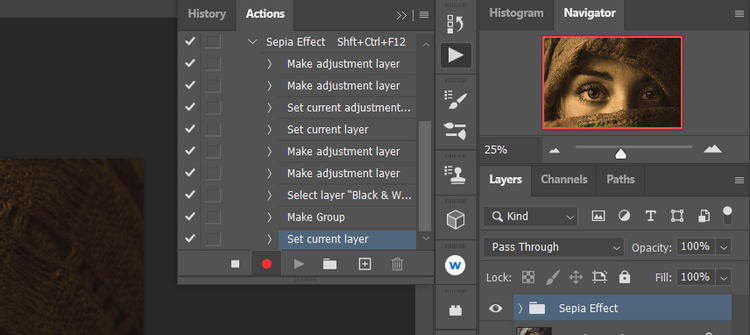 History Actions
Sepia Effect Shft+Ctrl+F12
Make adjustment layer
Make adjustment layer
Set current adjustment...
Set current layer
Make adjustment layer
Make adjustment layer
Select layer "Black & W...
Make Group
Set current layer
Histogram Navigator
25%
Layers Channels Paths
Kind
Pass Through Opacity: 100%
Lock: Fill: 100%
Sepia Effect